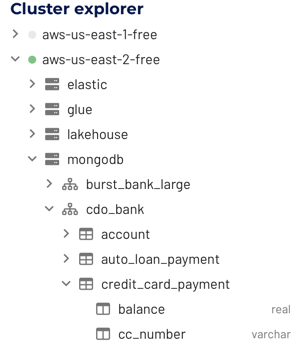 Cluster explorer
aws-us-east-1-free
aws-us-east-2-free
elastic
glue
lakehouse
mongodb
burst_bank_large
cdo_bank
account
auto_loan_payment
credit_card_payment
balance real
cc_number varchar